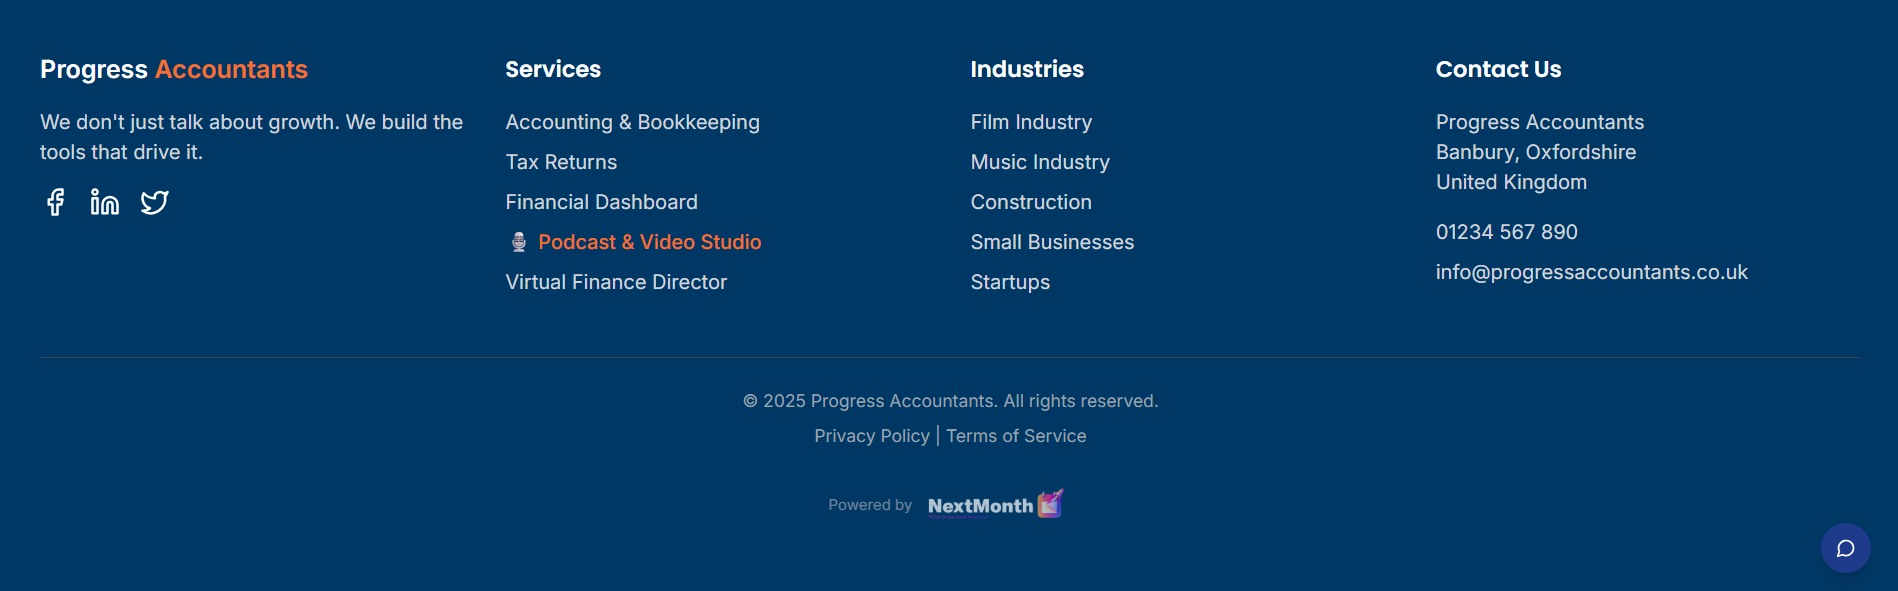 Progress Accountants
We don't just talk about growth. We build the
tools that drive it.
Services
Accounting & Bookkeeping
Tax Returns
Financial Dashboard
Podcast & Video Studio
Virtual Finance Director
Industries
Film Industry
Music Industry
Construction
Small Businesses
Startups
Contact Us
Progress Accountants
Banbury, Oxfordshire
United Kingdom
01234 567 890
info@progressaccountants.co.uk
© 2025 Progress Accountants. All rights reserved.
Privacy Policy | Terms of Service
Powered by NextMonth